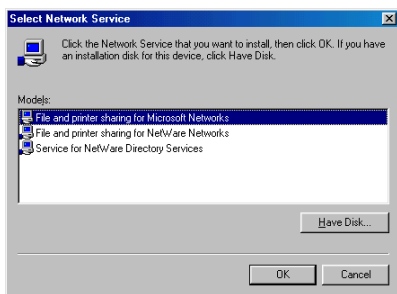 Select Network Service
Click the Network Service that you want to install, then click OK. If you have
an installation disk for this device, click Have Disk.
Models:
File and printer sharing for Microsoft Networks
File and printer sharing for NetWare Networks
Service for NetWare Directory Services
Have Disk...
OK Cancel